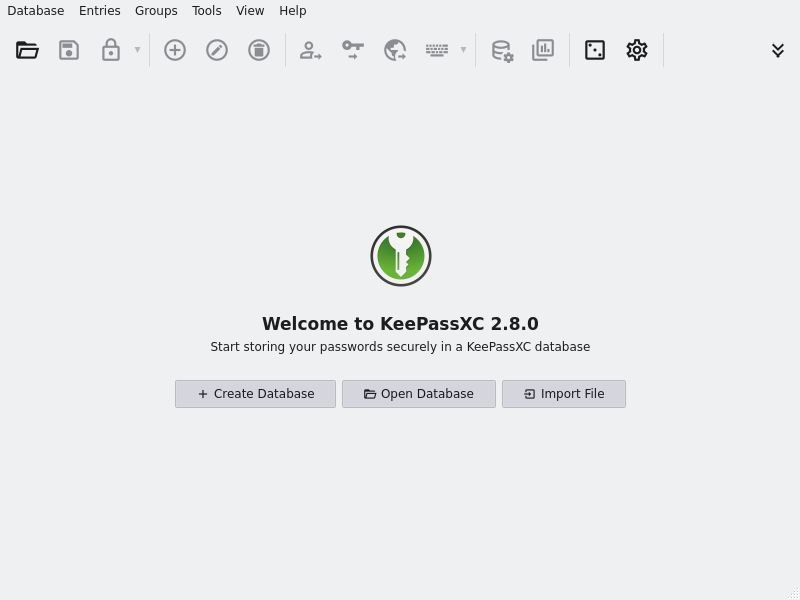 Database Entries Groups Tools View Help
Welcome to KeePassXC 2.8.0
Start storing your passwords securely in a KeePassXC database
Create Database Open Database Import File